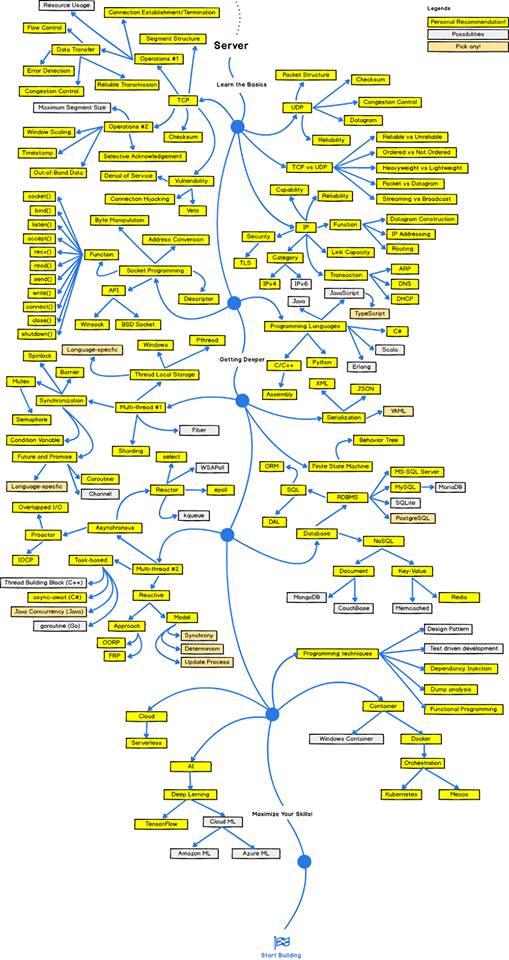 Legends
Personal Recommendation!
Possibilities
Pick any!
Server
Learn the Basics
Resource Usage
Connection Establishment/Termination
Flow Control
Segment Structure
Data Transfer
Operations #1
Error Detection
Congestion Control
Reliable Transmission
TCP
Maximum Segment Size
Operations #2
Window Scaling
Checksum
Timestamp
Selective Acknowledgement
Out-of-Band Data
Denial of Service
Vulnerability
Connection Hijacking
Veto
Packet Structure
Checksum
UDP
Congestion Control
Datagram
Reliability
Reliable vs Unreliable
Ordered vs Not Ordered
TCP vs UDP
Heavyweight vs Lightweight
Packet vs Datagram
Streaming vs Broadcast
Capability
Reliability
IP
Function
Datagram Construction
IP Addressing
Routing
Security
TLS
Category
Link Capacity
IPv4
IPv6
Transaction
ARP
DNS
DHCP
socket()
bind()
listen()
accept()
recv()
read()
send()
write()
connect()
close()
shutdown()
Byte Manipulation
Address Conversion
Function
Socket Programming
API
Descriptor
Winsock
BSD Socket
Java
JavaScript
TypeScript
Programming Languages
C#
Scala
Erlang
C/C++
Python
Assembly
Getting Deeper
XML
JSON
YAML
Serialization
Spinlock
Language-specfic
Windows
Pthread
Barrier
Mutex
Thread Local Storage
Synchronization
Multi-thread #1
Semaphore
Fiber
Condition Variable
Sharding
Future and Promise
Language-specfic
Coroutine
Channel
Behavior Tree
Finite State Machine
ORM
SQL
DAL
RDBMS
MS-SQL Server
MySQL
MariaDB
SQLite
PostgreSQL
Database
NoSQL
Document
Key-Value
MongoDB
CouchBase
Memcached
Redis
select
WSAPoll
Reactor
epoll
kqueue
Overlapped I/O
Asynchronous
Proactor
IOCP
Task-based
Multi-thread #2
Thread Building Block (C++)
async-await (C#)
Java Concurrency (Java)
goroutine (Go)
Reactive
Approach
Model
OORP
FRP
Synchrony
Determinism
Update Process
Programming techniques
Design Pattern
Test driven development
Dependancy Injection
Dump analysis
Functional Programming
Cloud
Serverless
Container
Windows Container
Docker
Orchestration
Kubernetes
Mesos
AI
Deep Lerning
TensorFlow
Cloud ML
Amazon ML
Azure ML
Maximize Your Skills!
Start Building